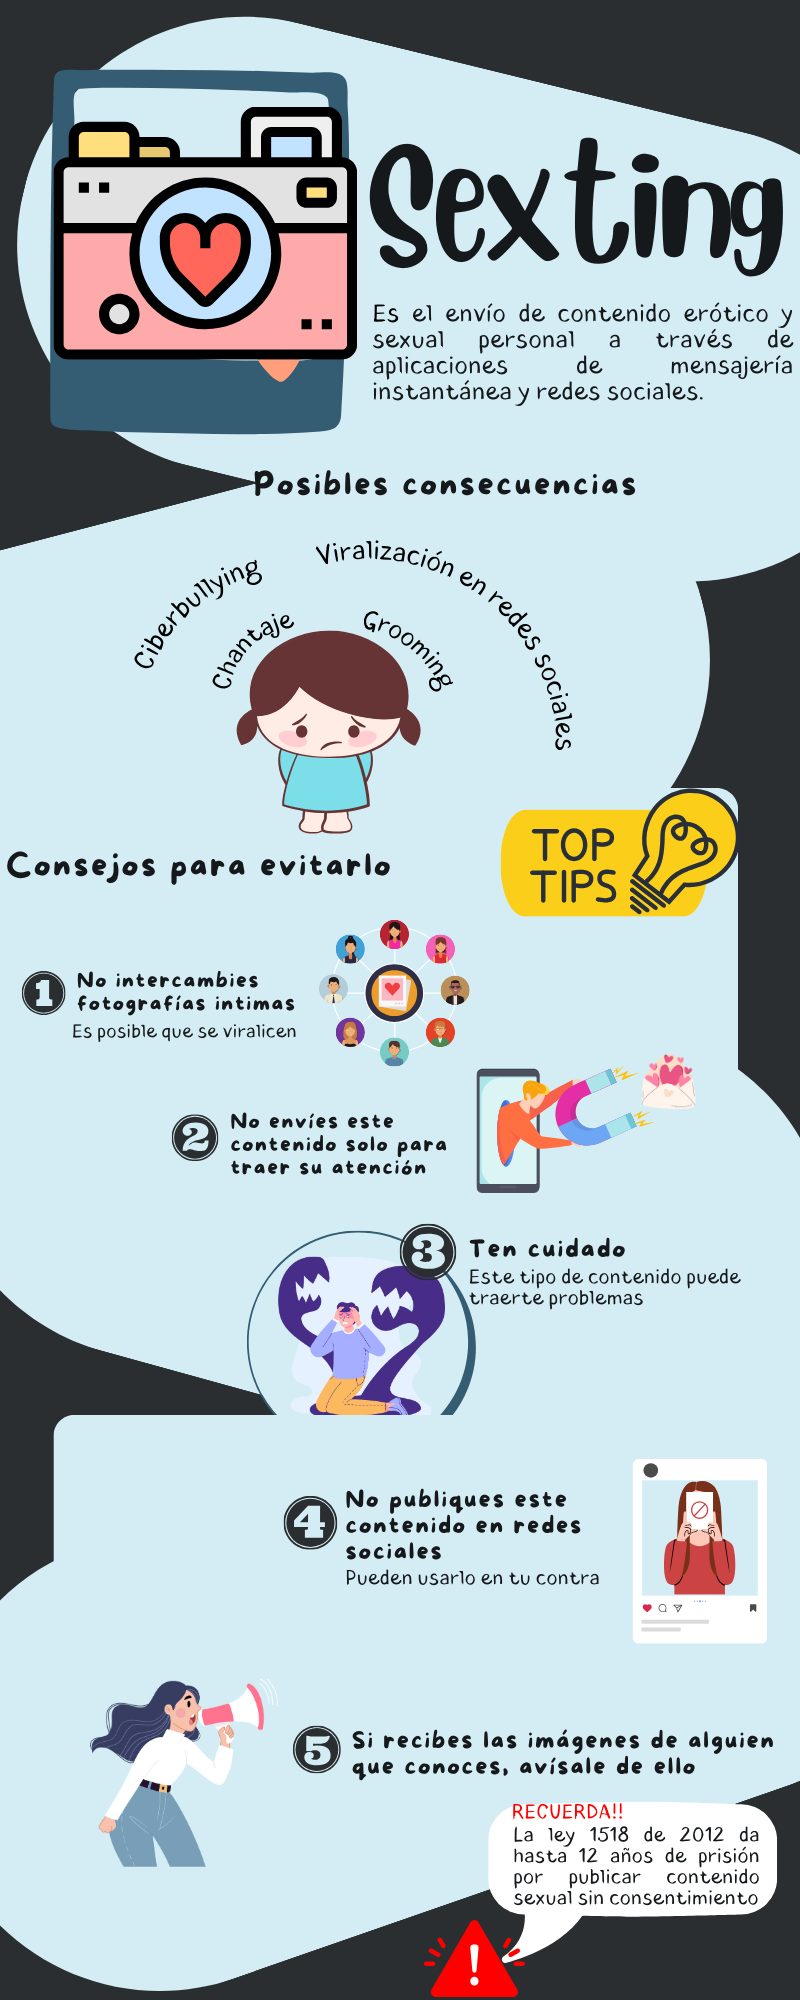 Sexting
Es el envío de contenido erótico y
sexual personal a través de
aplicaciones de mensajería
instantánea y redes sociales.
Posibles consecuencias
Ciberbullying
Viralización en redes sociales
Chantaje
Grooming
TOP
TIPS
Consejos para evitarlo
1
No intercambies
fotografías intimas
Es posible que se viralicen
2
No envíes este
contenido solo para
traer su atención
3
Ten cuidado
Este tipo de contenido puede
traerte problemas
4
No publiques este
contenido en redes
sociales
Pueden usarlo en tu contra
5
Si recibes las imágenes de alguien
que conoces, avísale de ello
RECUERDA!!
La ley 1518 de 2012 da
hasta 12 años de prisión
por publicar contenido
sexual sin consentimiento
!